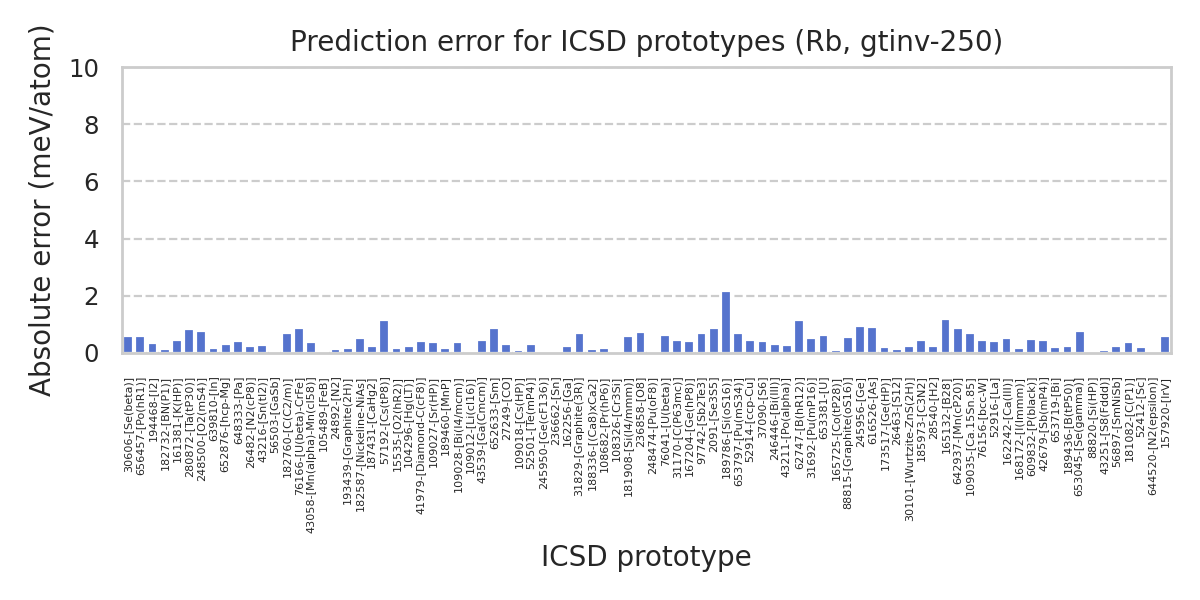 Prediction error for ICSD prototypes (Rb, gtinv-250)
Absolute error (meV/atom)
10
8
6
4
2
0
30606-[Se(beta)]
656457-[Po(hR1)]
194468-[I2]
182732-[BN(P1)]
16381-[K(HP)]
280872-[Ta(tP30)]
248500-[O2(mS4)]
639810-[In]
652876-[hcp-Mg]
64833-[Pa]
26482-[N2(cP8)]
43216-[Sn(tI2)]
56503-[GaSb]
182760-[C(C2/m)]
76166-[U(beta)-CrFe]
43058-[Mn(alpha)-Mn(cI58)]
105489-[FeB]
24892-[N2]
193439-[Graphite(2H)]
182587-[Nickeline-NiAs]
187431-[CaHg2]
57192-[Cs(tP8)]
15535-[O2(hR2)]
104296-[Hg(LT)]
41979-[Diamond-C(cF8)]
109027-[Sr(HP)]
189460-[MnP]
109028-[Bi(I4/mcm)]
109012-[Li(cI16)]
43539-[Ga(Cmcm)]
652633-[Sm]
27249-[CO]
109018-[Cs(HP)]
52501-[Te(mP4)]
245950-[Ge(cF136)]
236662-[Sn]
162256-[Ga]
31829-[Graphite(3R)]
188336-[(Ca8)xCa2]
108682-[Pr(hP6)]
108326-[Cr3Si]
181908-[Si(I4/mmm)]
236858-[O8]
248474-[Pu(oF8)]
76041-[U(beta)]
31170-[C(P63mc)]
167204-[Ge(hP8)]
97742-[Sb2Te3]
2091-[Se3S5]
189786-[Si(oS16)]
653797-[Pu(mS34)]
52914-[ccp-Cu]
37090-[S6]
246446-[Bi(III)]
43211-[Po(alpha)]
62747-[B(hR12)]
31692-[Pu(mP16)]
653381-[U]
165725-[Co(tP28)]
88815-[Graphite(oS16)]
245956-[Ge]
616526-[As]
173517-[Ge(HP)]
26463-[S12]
30101-[Wurtzite-ZnS(2H)]
185973-[C3N2]
28540-[H2]
165132-[B28]
642937-[Mn(cP20)]
109035-[Ca.15Sn.85]
76156-[bcc-W]
52916-[La]
162242-[Ca(III)]
168172-[I(Immm)]
609832-[P(black)]
42679-[Sb(mP4)]
653719-[Bi]
189436-[B(tP50)]
653045-[Se(gamma)]
88820-[Si(HP)]
43251-[S8(Fddd)]
56897-[SmNiSb]
181082-[C(P1)]
52412-[Sc]
644520-[N2(epsilon)]
157920-[IrV]
ICSD prototype